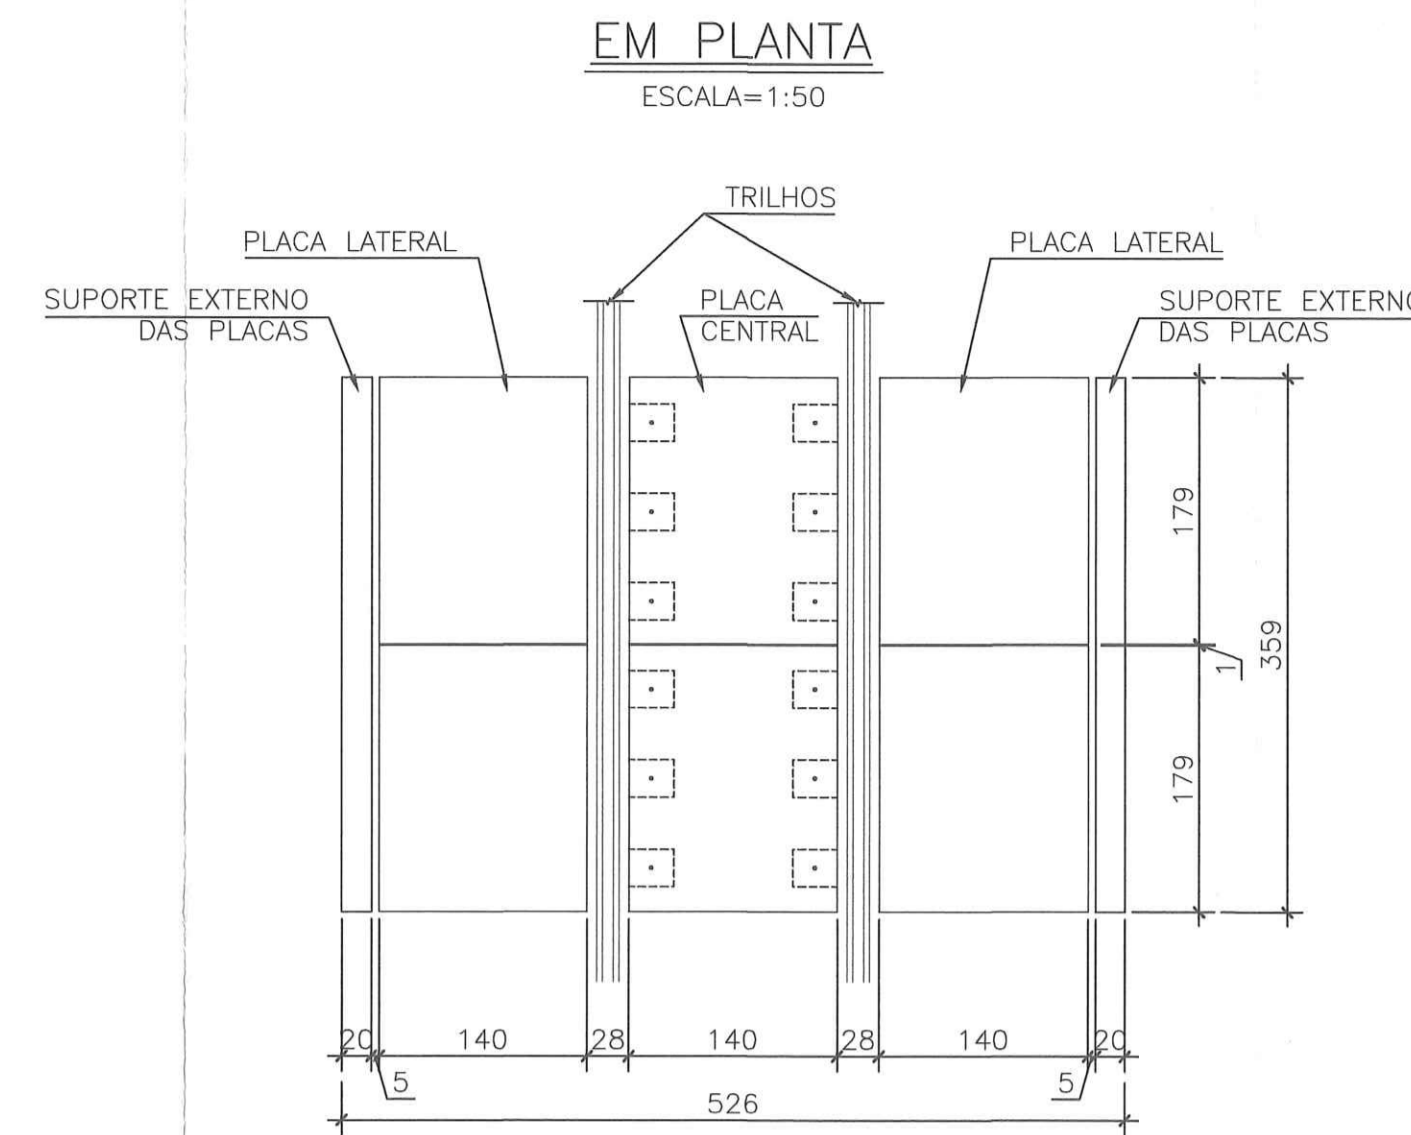 EM PLANTA
ESCALA=1:50
TRILHOS
PLACA LATERAL
PLACA LATERAL
SUPORTE EXTERNO
DAS PLACAS
PLACA
CENTRAL
SUPORTE EXTERNO
DAS PLACAS
179
1
359
179
20
140
28
140
28
140
20
5
5
526